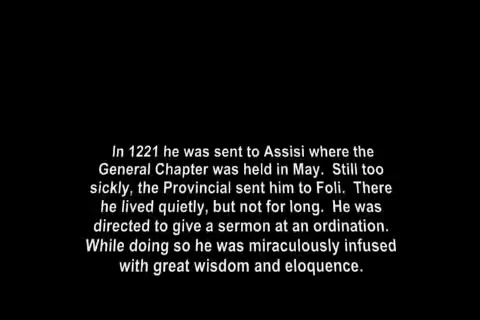 In 1221 he was sent to Assisi where the
General Chapter was held in May.  Still too
sickly, the Provincial sent him to Foli.  There
he lived quietly, but not for long.  He was
directed to give a sermon at an ordination.
While doing so he was miraculously infused
with great wisdom and eloquence.